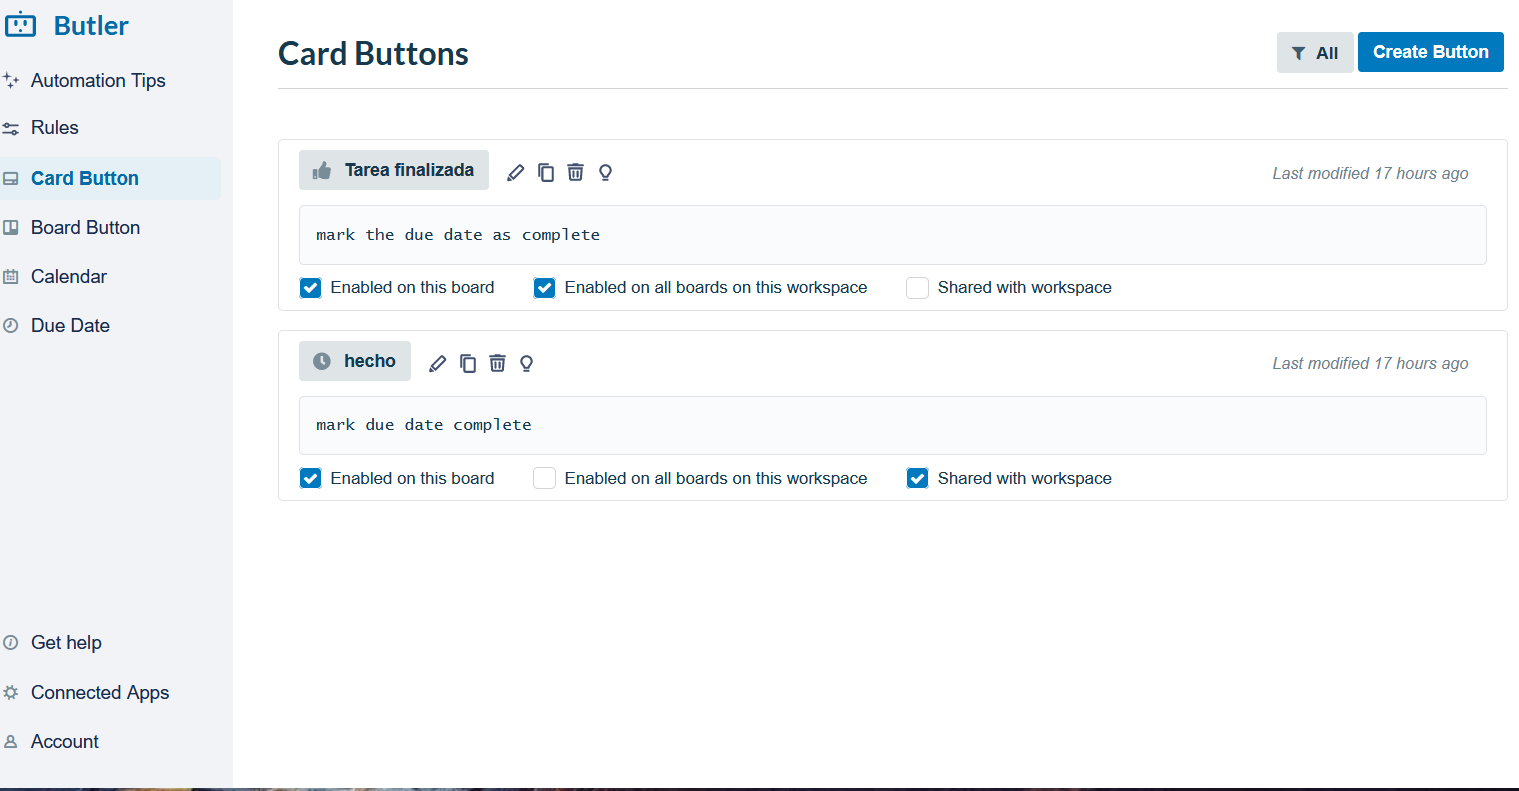 Butler
Automation Tips
Rules
Card Button
Board Button
Calendar
Due Date
Get help
Connected Apps
Account
Card Buttons
All
Create Button
Tarea finalizada
Last modified 17 hours ago
mark the due date as complete
Enabled on this board
Enabled on all boards on this workspace
Shared with workspace
hecho
Last modified 17 hours ago
mark due date complete
Enabled on this board
Enabled on all boards on this workspace
Shared with workspace